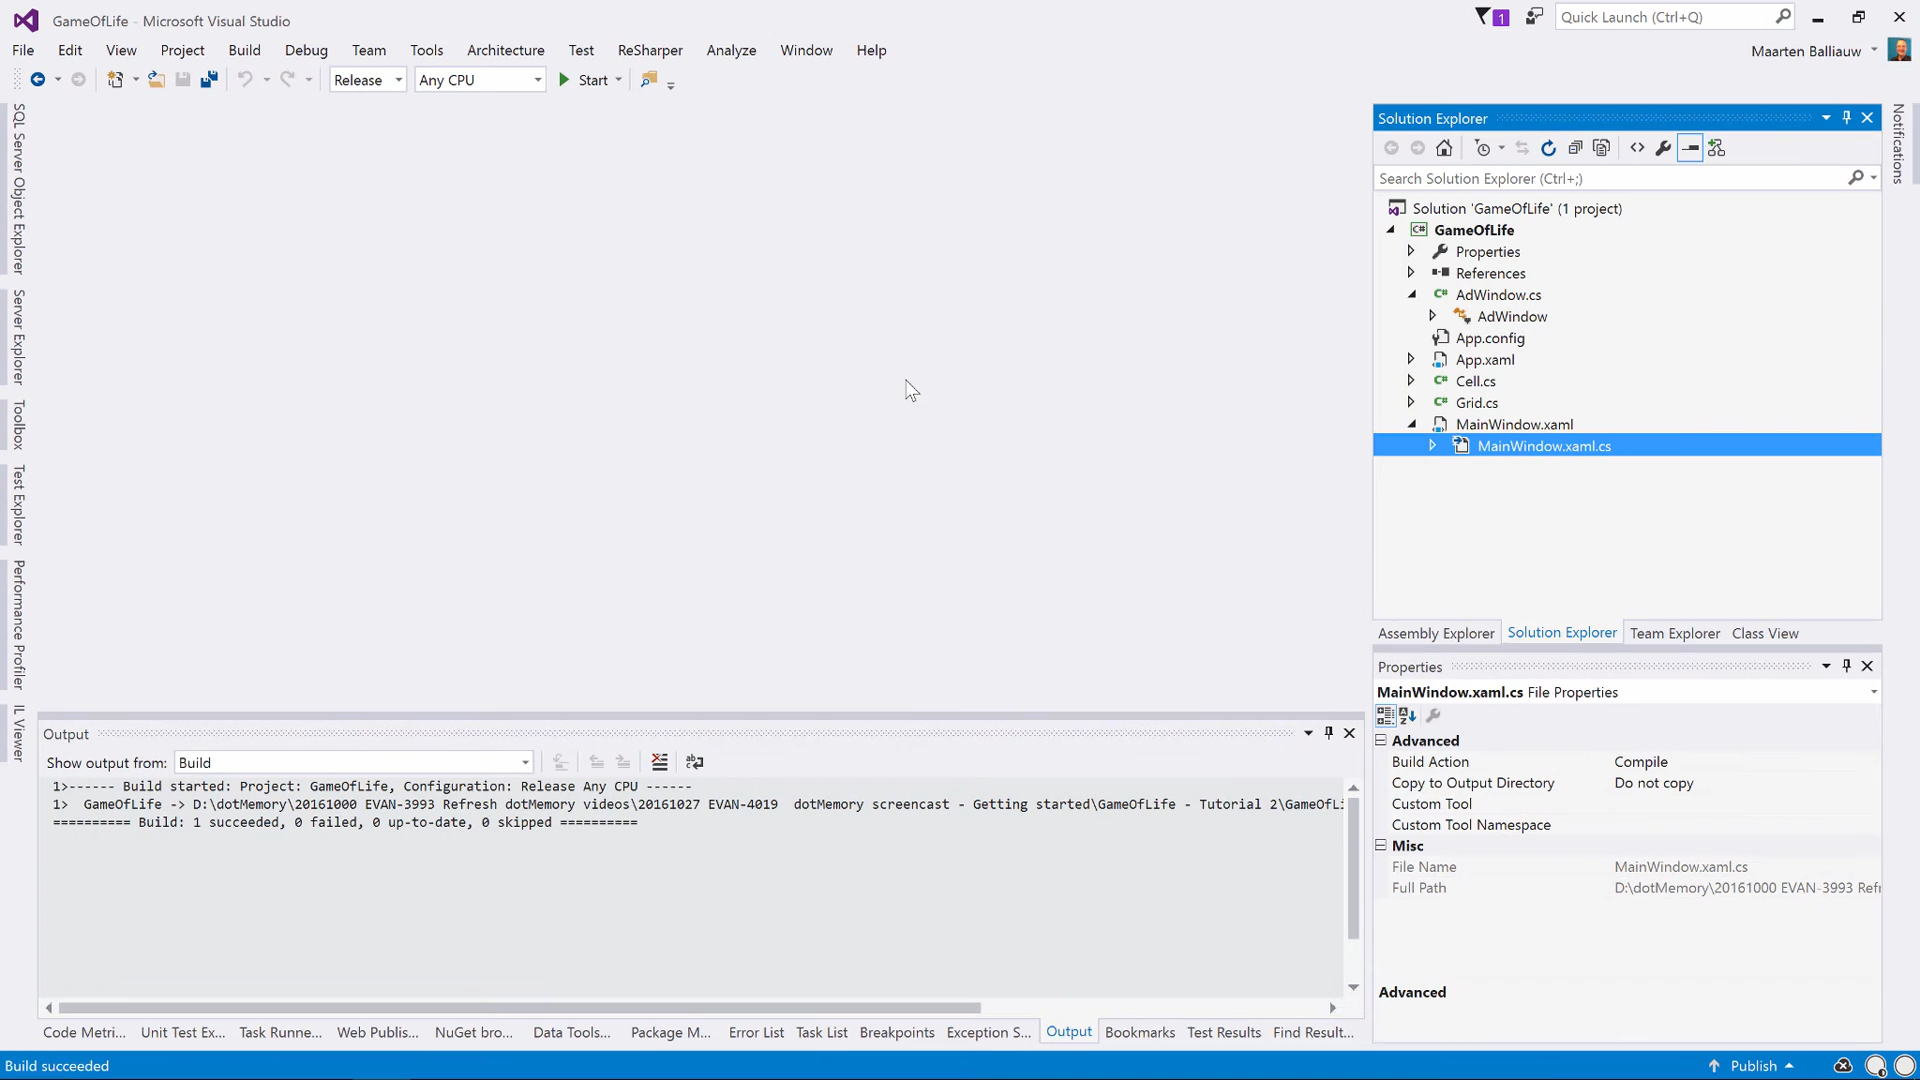 GameOfLife - Microsoft Visual Studio
1
Quick Launch (Ctrl+Q)
File Edit View Project Build Debug Team Tools Architecture Test ReSharper Analyze Window Help
Maarten Balliauw
Release Any CPU Start
SQL Server Object Explorer
Server Explorer
Toolbox
Test Explorer
Performance Profiler
IL Viewer
Solution Explorer
Search Solution Explorer (Ctrl+;)
Solution 'GameOfLife' (1 project)
GameOfLife
Properties
References
AdWindow.cs
AdWindow
App.config
App.xaml
Cell.cs
Grid.cs
MainWindow.xaml
MainWindow.xaml.cs
Assembly Explorer Solution Explorer Team Explorer Class View
Notifications
Properties
MainWindow.xaml.cs File Properties
Advanced
Build Action Compile
Copy to Output Directory Do not copy
Custom Tool
Custom Tool Namespace
Misc
File Name MainWindow.xaml.cs
Full Path D:\dotMemory\20161000 EVAN-3993 Refr
Advanced
Output
Show output from: Build
1>------ Build started: Project: GameOfLife, Configuration: Release Any CPU ------
1>  GameOfLife -> D:\dotMemory\20161000 EVAN-3993 Refresh dotMemory videos\20161027 EVAN-4019  dotMemory screencast - Getting started\GameOfLife - Tutorial 2\GameOfLi
========== Build: 1 succeeded, 0 failed, 0 up-to-date, 0 skipped ==========
Code Metri... Unit Test Ex... Task Runne... Web Publis... NuGet bro... Data Tools... Package M... Error List Task List Breakpoints Exception S... Output Bookmarks Test Results Find Result...
Build succeeded
Publish